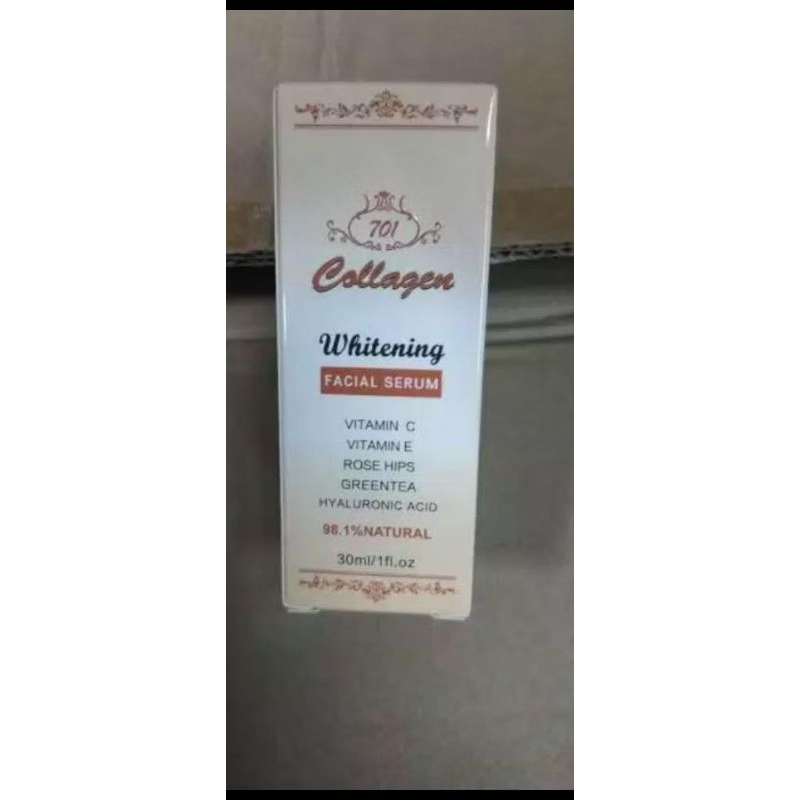 701
Collagen
Whitening
FACIAL SERUM
VITAMIN C
VITAMIN E
ROSE HIPS
GREENTEA
HYALURONIC ACID
98.1%NATURAL
30ml/1fl.oz